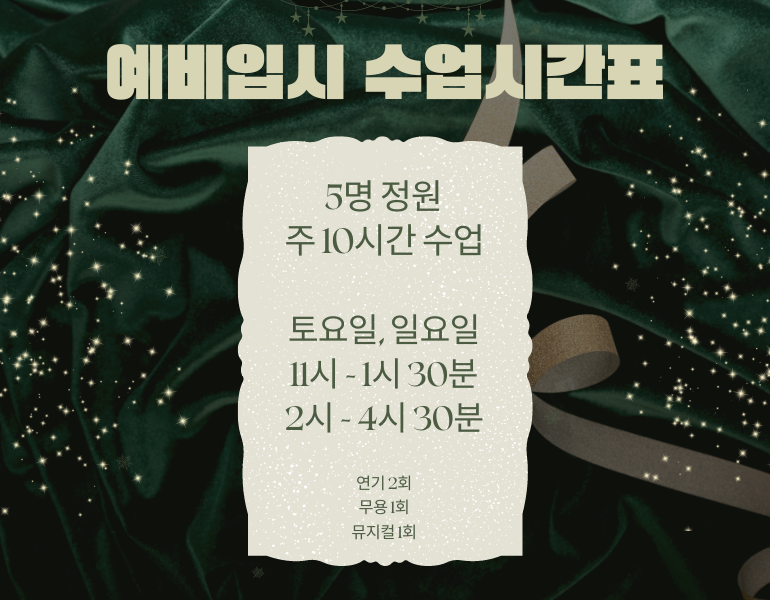 예비입시 수업시간표
5명 정원
주 10시간 수업
토요일, 일요일
11시 - 1시 30분
2시 - 4시 30분
연기 2회
무용 1회
뮤지컬 1회